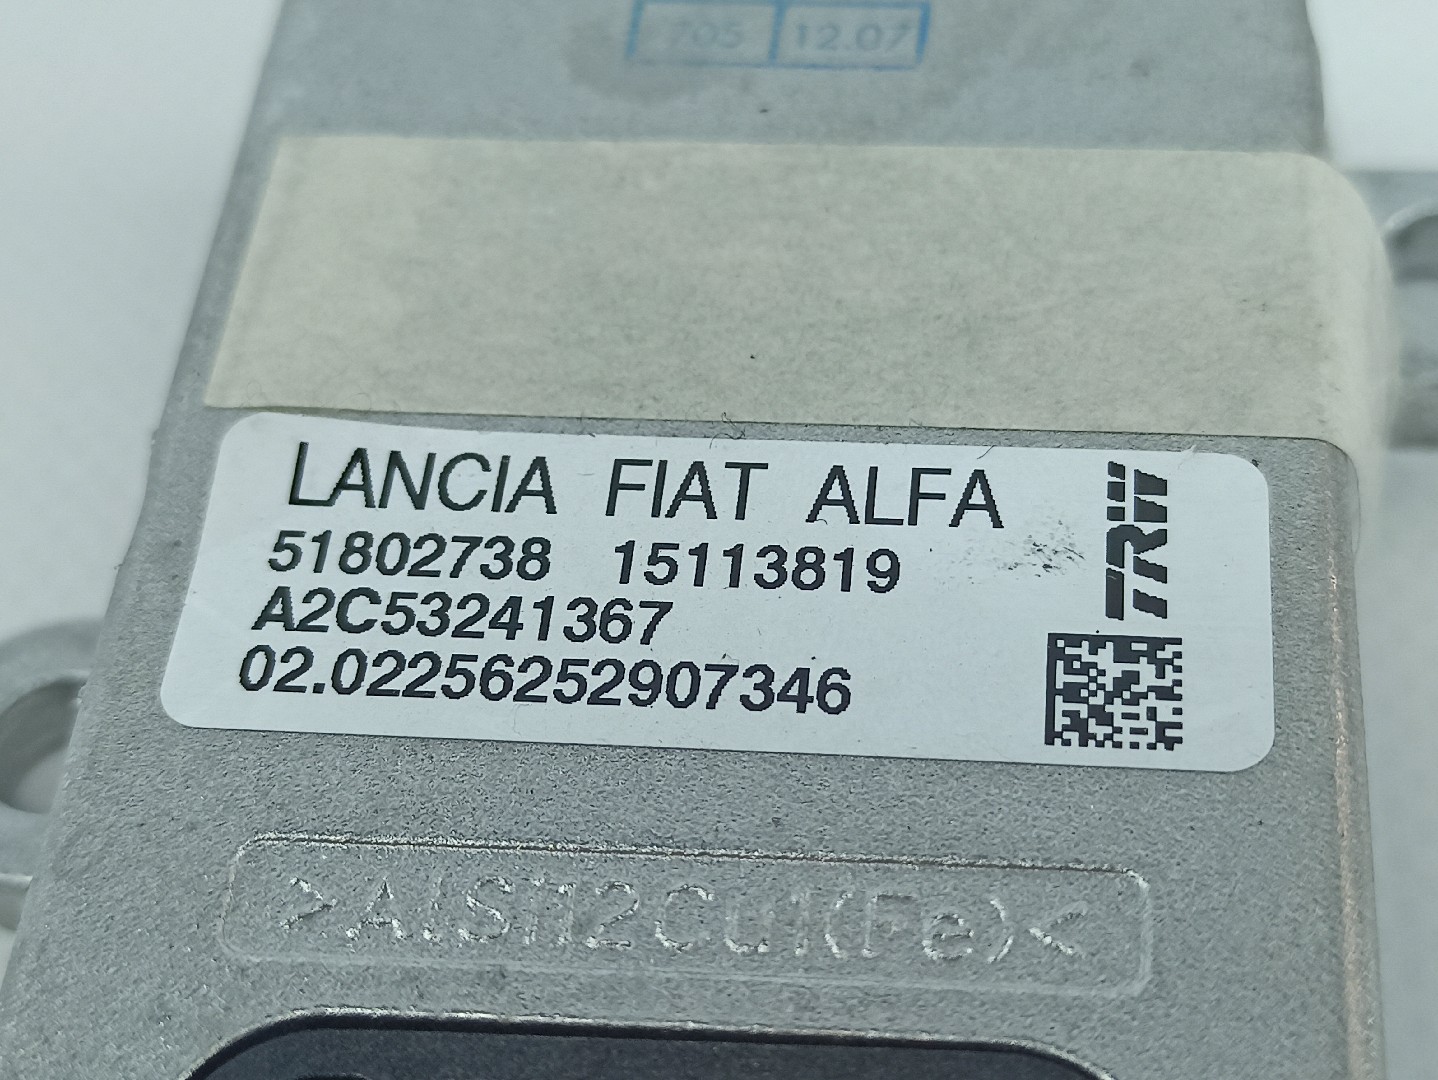 705 12.07
LANCIA FIAT ALFA
TRW
51802738 15113819
A2C53241367
02.02256252907346
>AlSi12Cu1(Fe)<